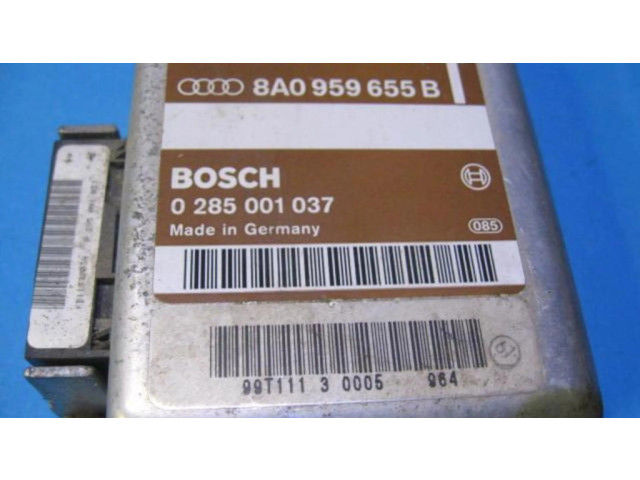 8A0 959 655 B
BOSCH
0 285 001 037
Made in Germany
085
99T111 3 0005 964